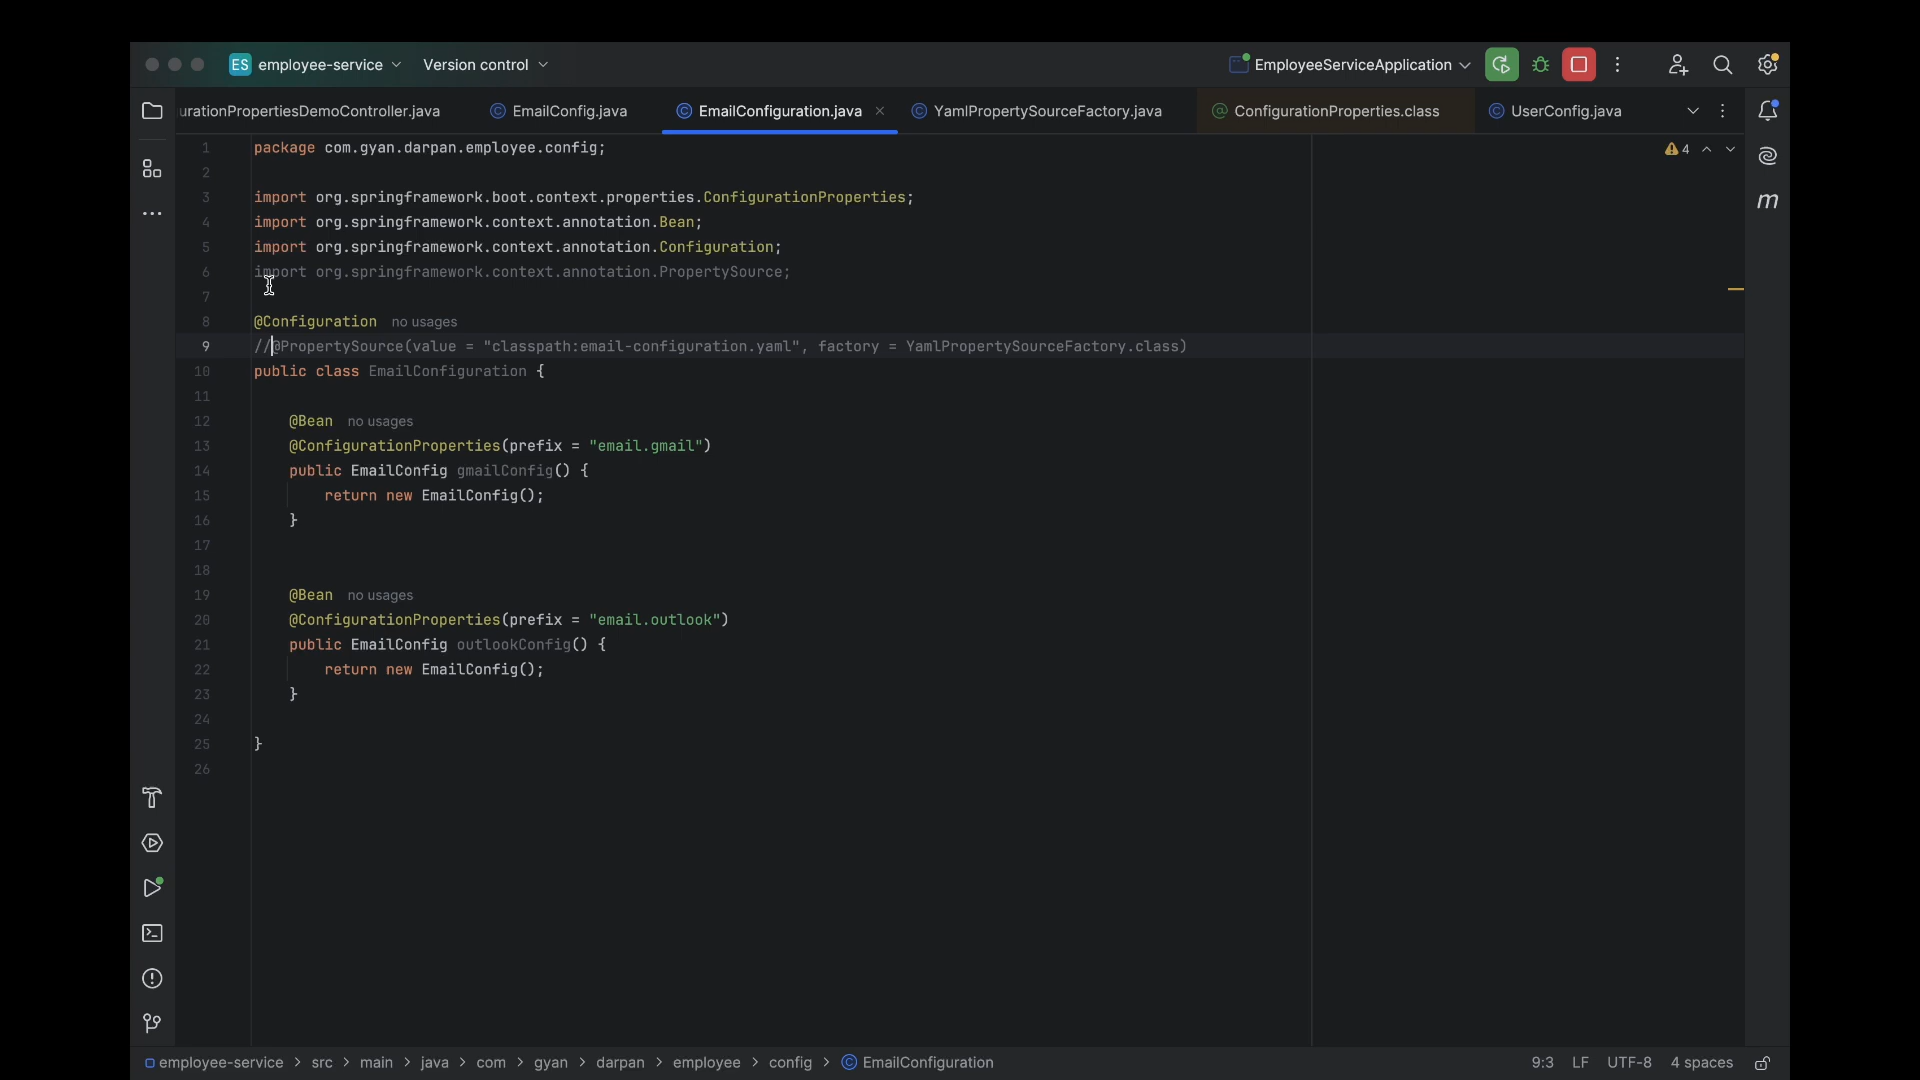 ES employee-service Version control EmployeeServiceApplication
urationPropertiesDemoController.java EmailConfig.java EmailConfiguration.java YamlPropertySourceFactory.java ConfigurationProperties.class UserConfig.java
1 package com.gyan.darpan.employee.config; 4
2
3 import org.springframework.boot.context.properties.ConfigurationProperties;
4 import org.springframework.context.annotation.Bean;
5 import org.springframework.context.annotation.Configuration;
6 import org.springframework.context.annotation.PropertySource;
7
8 @Configuration no usages
9 //@PropertySource(value = "classpath:email-configuration.yaml", factory = YamlPropertySourceFactory.class)
10 public class EmailConfiguration {
11
12 @Bean no usages
13 @ConfigurationProperties(prefix = "email.gmail")
14 public EmailConfig gmailConfig() {
15 return new EmailConfig();
16 }
17
18
19 @Bean no usages
20 @ConfigurationProperties(prefix = "email.outlook")
21 public EmailConfig outlookConfig() {
22 return new EmailConfig();
23 }
24
25 }
26
employee-service > src > main > java > com > gyan > darpan > employee > config > EmailConfiguration 9:3 LF UTF-8 4 spaces